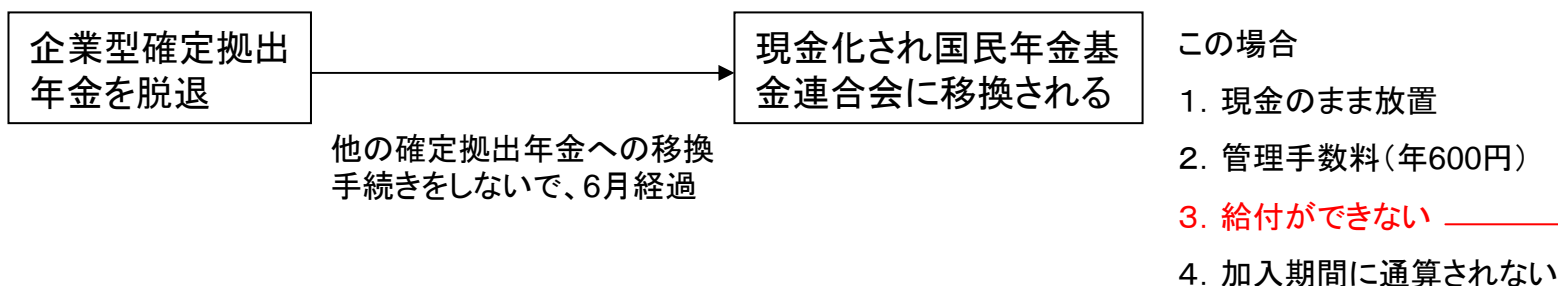 企業型確定拠出
年金を脱退
他の確定拠出年金への移換
手続きをしないで、6月経過
現金化され国民年金基
金連合会に移換される
この場合
１．現金のまま放置
２．管理手数料（年600円）
３．給付ができない
４．加入期間に通算されない